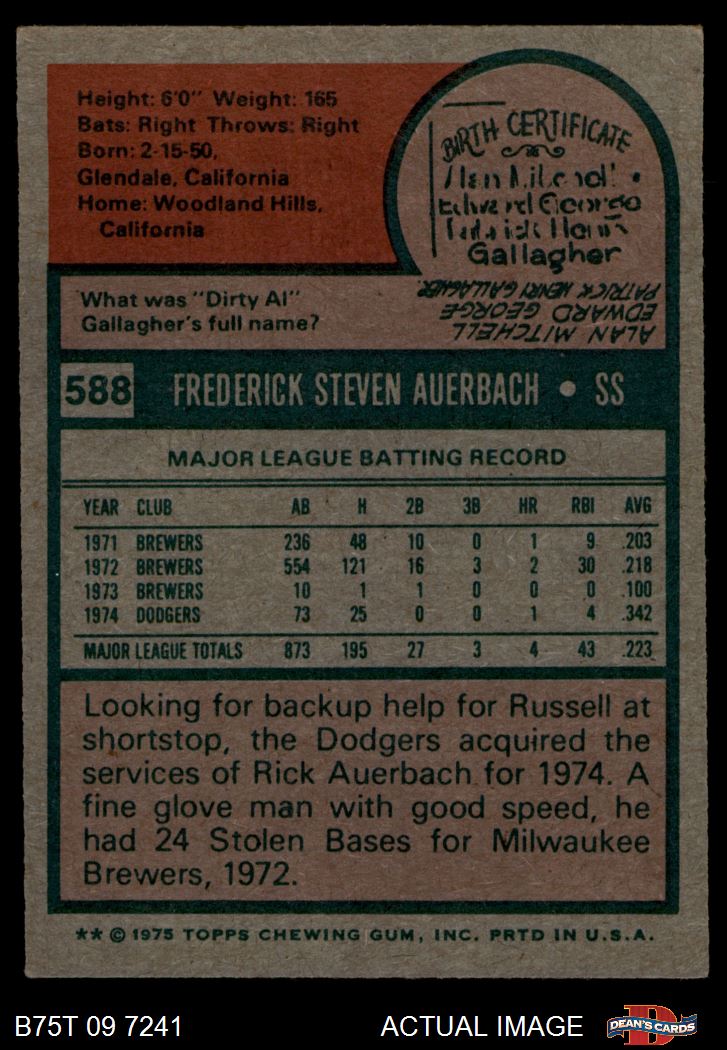 Height: 6'0" Weight: 165
Bats: Right Throws: Right
Born: 2-15-50,
Glendale, California
Home: Woodland Hills,
California
BIRTH CERTIFICATE
Gallagher
What was "Dirty Al"
Gallagher's full name?
ALAN MITCHELL
EDWARD GEORGE
PATRICK HENRY GALLAGHER
588 FREDERICK STEVEN AUERBACH • SS
MAJOR LEAGUE BATTING RECORD
YEAR CLUB AB H 2B 3B HR RBI AVG
1971 BREWERS 236 48 10 0 1 9 .203
1972 BREWERS 554 121 16 3 2 30 .218
1973 BREWERS 10 1 1 0 0 0 .100
1974 DODGERS 73 25 0 0 1 4 .342
MAJOR LEAGUE TOTALS 873 195 27 3 4 43 .223
Looking for backup help for Russell at
shortstop, the Dodgers acquired the
services of Rick Auerbach for 1974. A
fine glove man with good speed, he
had 24 Stolen Bases for Milwaukee
Brewers, 1972.
** © 1975 TOPPS CHEWING GUM, INC. PRTD IN U.S.A.
B75T 09 7241 ACTUAL IMAGE DEAN'S CARDS